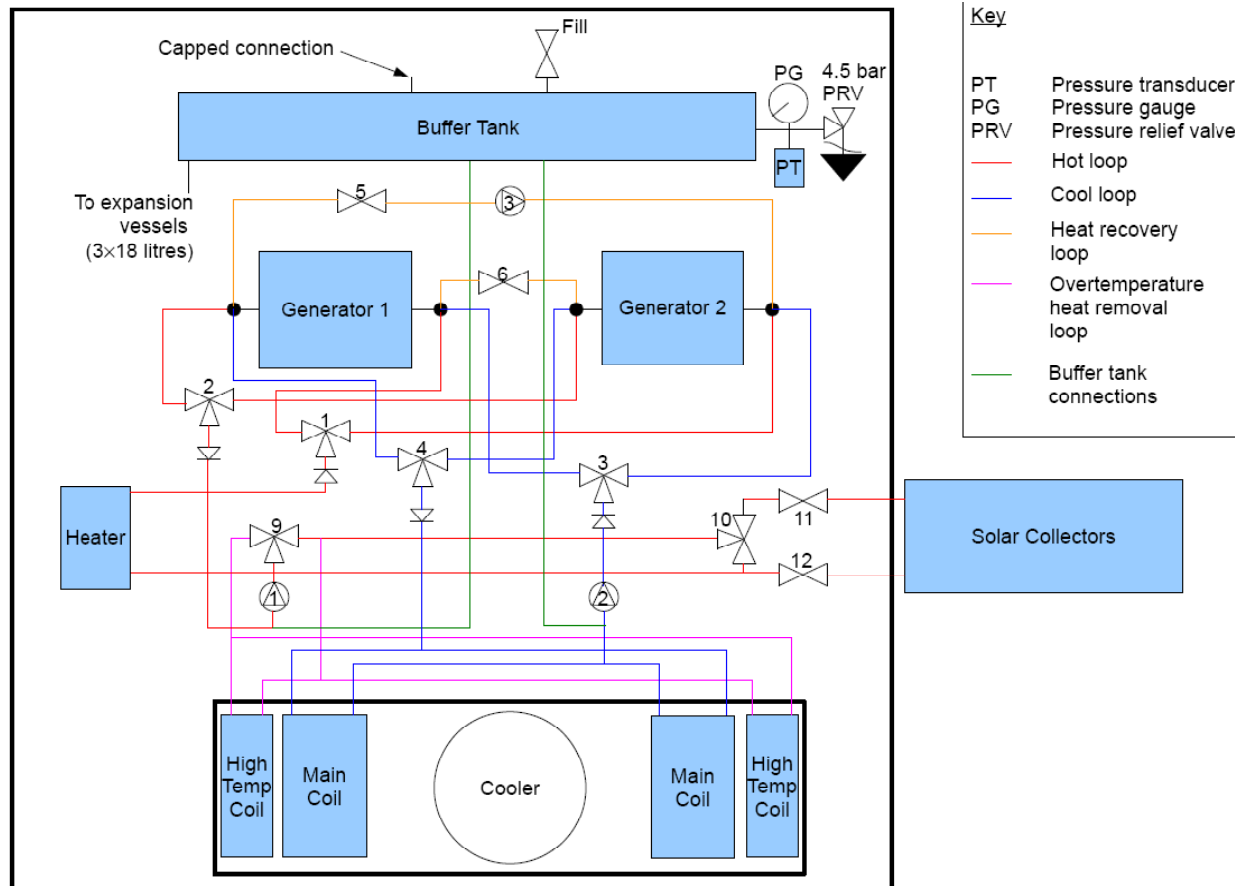 Key
Fill
Capped connection
PG
4.5 bar
PRV
PT
Pressure transducer
PG
Pressure gauge
PRV
Pressure relief valve
Buffer Tank
PT
Hot loop
Cool loop
To expansion
vessels
(3×18 litres)
5
3
Heat recovery
loop
6
Generator 1
Generator 2
Overtemperature
heat removal
loop
Buffer tank
connections
2
1
4
3
Heater
9
10
11
12
Solar Collectors
1
2
High
Temp
Coil
Main
Coil
Cooler
Main
Coil
High
Temp
Coil